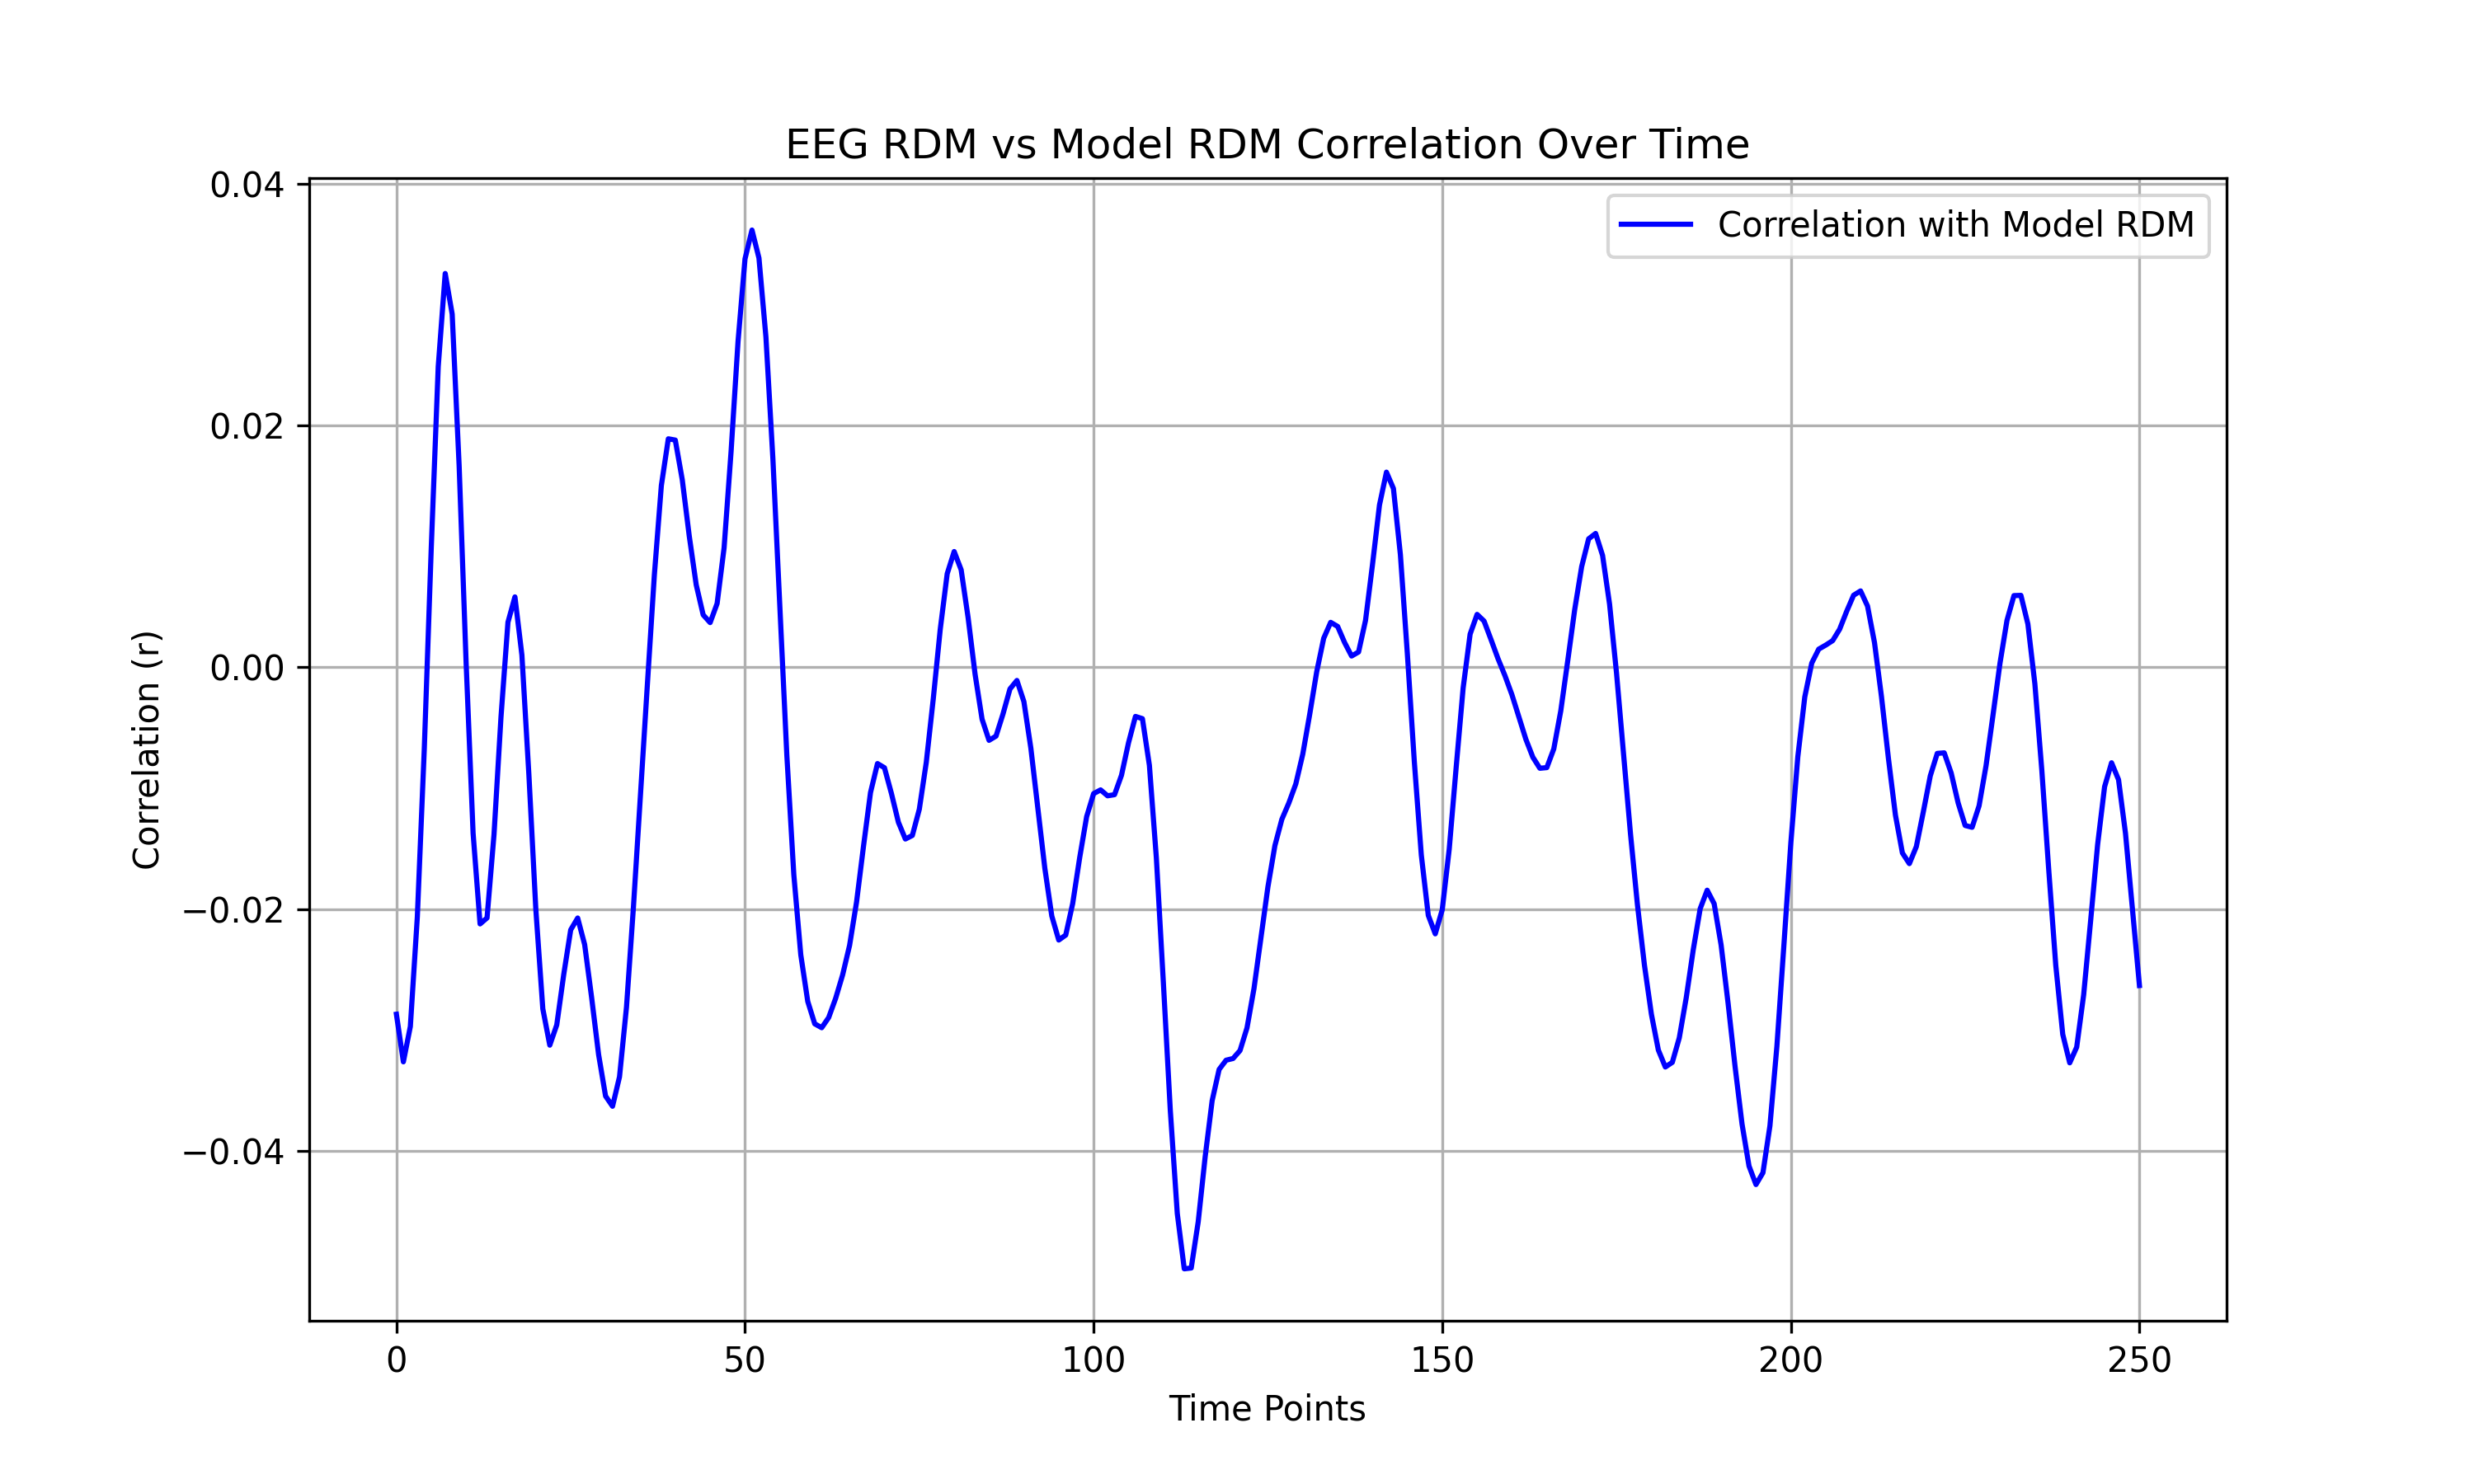 EEG RDM vs Model RDM Correlation Over Time
Correlation with Model RDM
0.04
0.02
0.00
−0.02
−0.04
Correlation (r)
0 50 100 150 200 250
Time Points